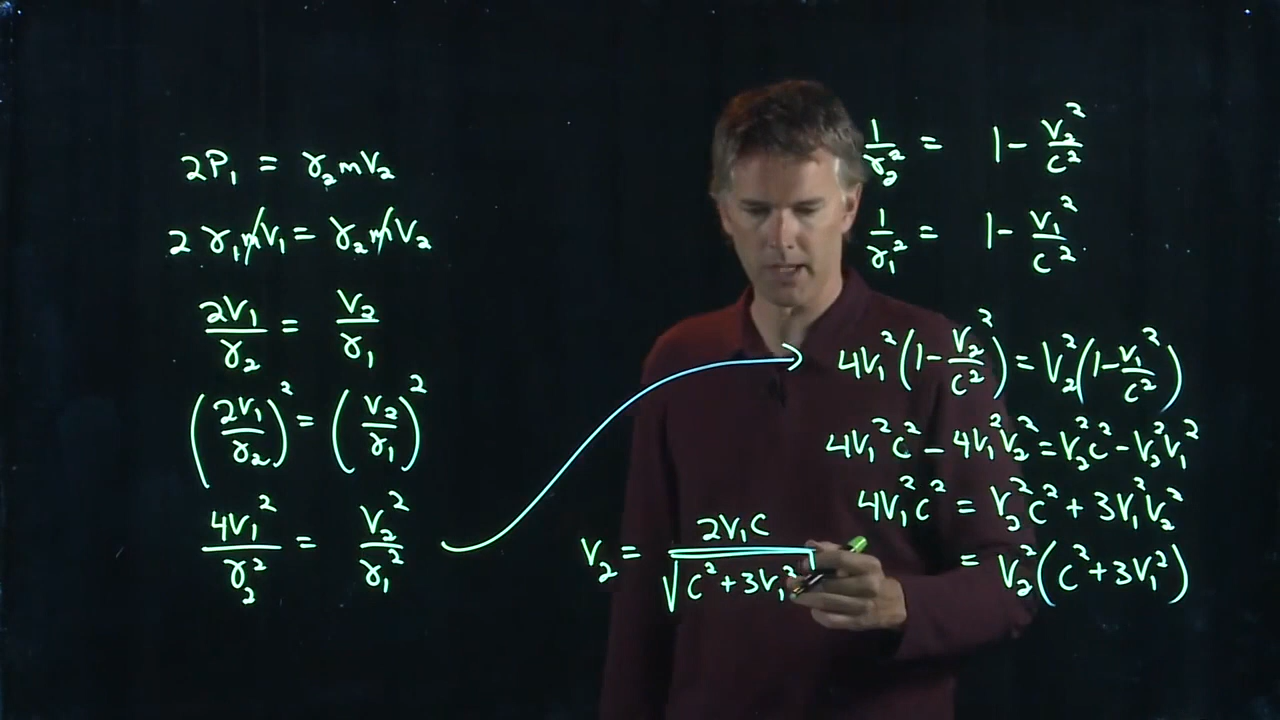 2P₁ = γ₂mv₂
2γ₁mv₁ = γ₂mv₂
2v₁/γ₂ = v₂/γ₁
(2v₁/γ₂)² = (v₂/γ₁)²
4v₁²/γ₂² = v₂²/γ₁²
1/γ₂² = 1 - v₂²/c²
1/γ₁² = 1 - v₁²/c²
4v₁²(1 - v₂²/c²) = v₂²(1 - v₁²/c²)
4v₁²c² - 4v₁²v₂² = v₂²c² - v₂²v₁²
4v₁²c² = v₂²c² + 3v₁²v₂²
= v₂²(c² + 3v₁²)
v₂ = 2v₁c/√(c² + 3v₁²)